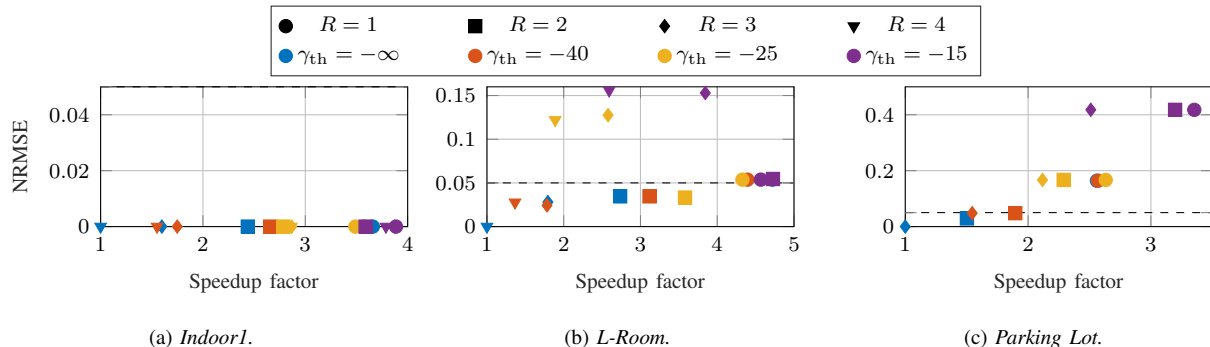 R = 1 R = 2 R = 3 R = 4
γth = −∞ γth = −40 γth = −25 γth = −15
NRMSE
0.04
0.02
0
1 2 3 4
Speedup factor
(a) Indoor1.
0.15
0.1
0.05
0
1 2 3 4 5
Speedup factor
(b) L-Room.
0.4
0.2
0
1 2 3
Speedup factor
(c) Parking Lot.